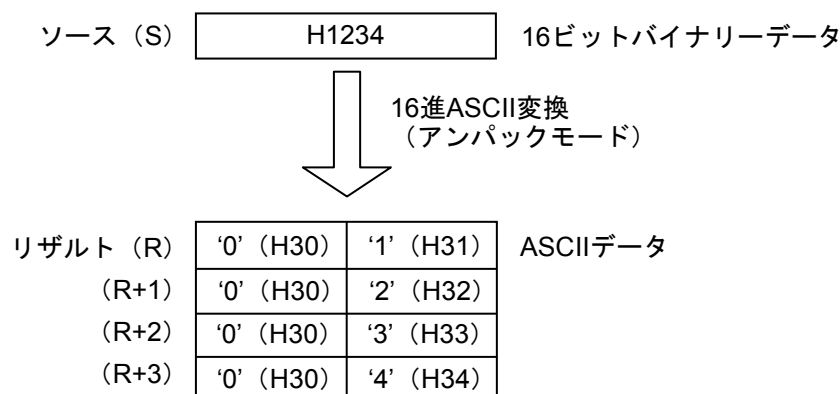 ソース（S） H1234 16ビットバイナリーデータ
16進ASCII変換
（アンパックモード）
リザルト（R） ‘0’（H30） ‘1’（H31） ASCIIデータ
（R+1） ‘0’（H30） ‘2’（H32）
（R+2） ‘0’（H30） ‘3’（H33）
（R+3） ‘0’（H30） ‘4’（H34）